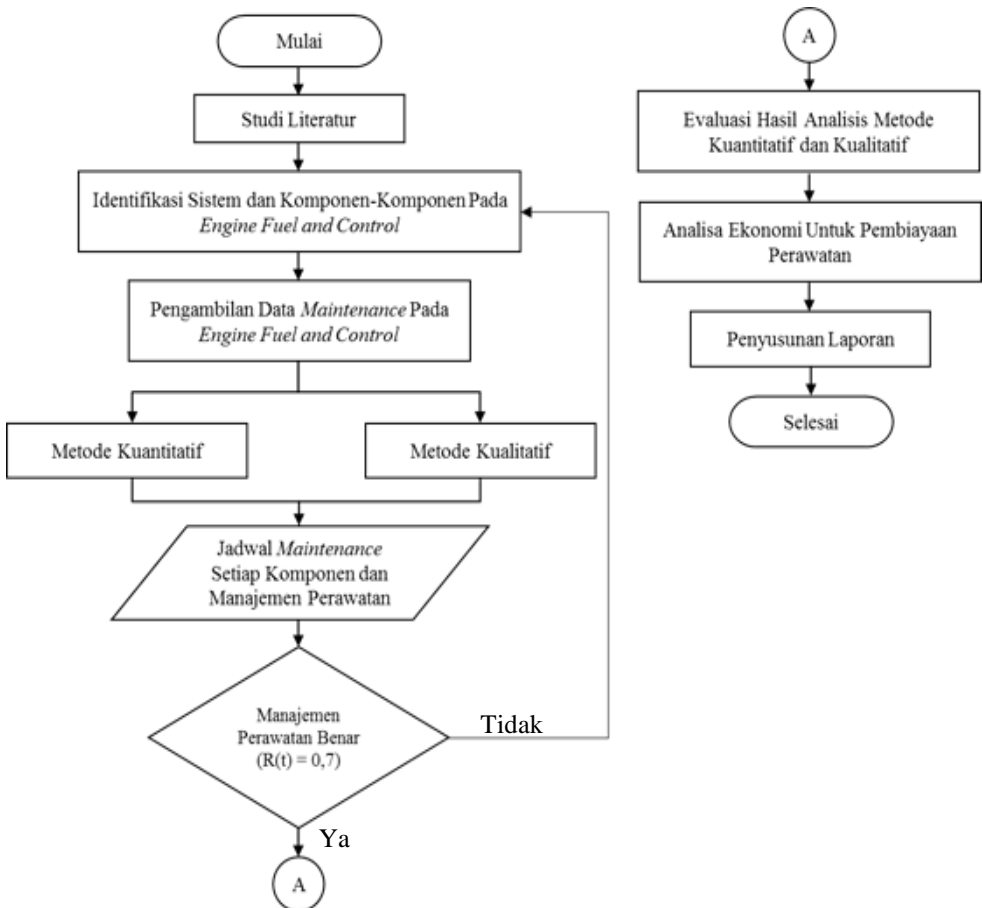 Mulai
Studi Literatur
Identifikasi Sistem dan Komponen-Komponen Pada
Engine Fuel and Control
Pengambilan Data Maintenance Pada
Engine Fuel and Control
Metode Kuantitatif
Metode Kualitatif
Jadwal Maintenance
Setiap Komponen dan
Manajemen Perawatan
Manajemen
Perawatan Benar
(R(t) = 0,7)
Tidak
Ya
A
A
Evaluasi Hasil Analisis Metode
Kuantitatif dan Kualitatif
Analisa Ekonomi Untuk Pembiayaan
Perawatan
Penyusunan Laporan
Selesai